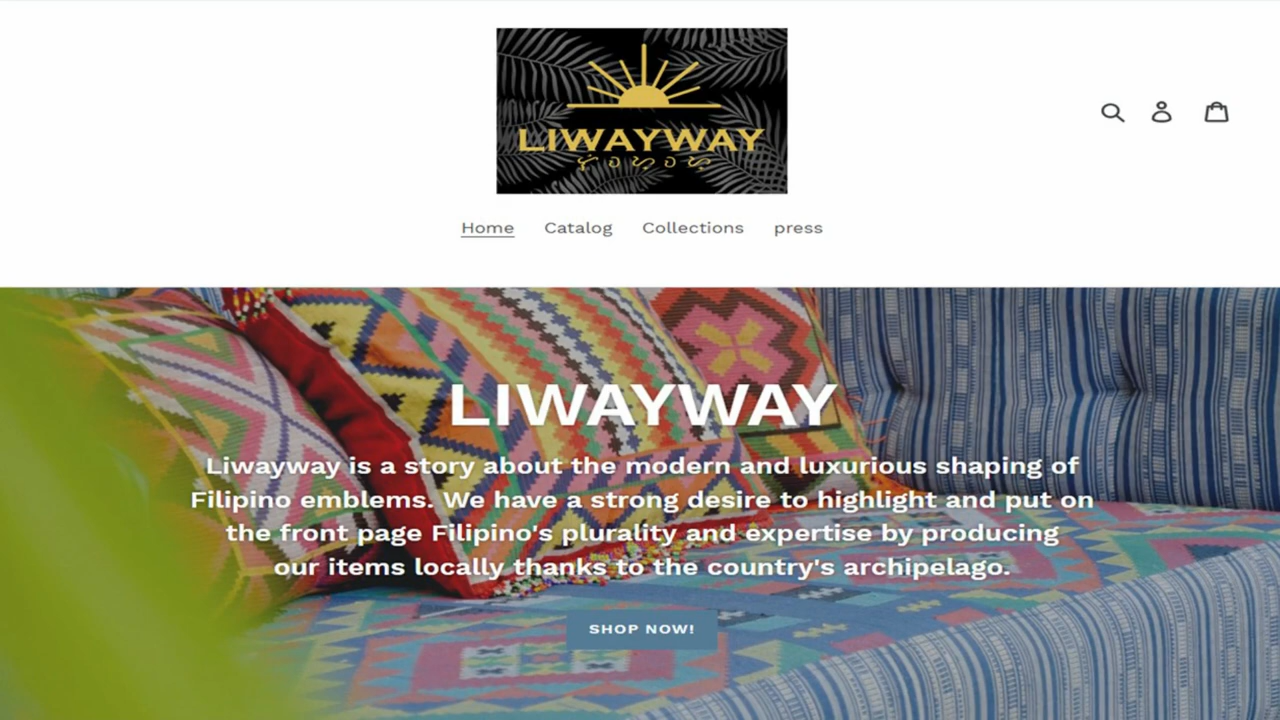 LIWAYWAY
Home Catalog Collections press
LIWAYWAY
Liwayway is a story about the modern and luxurious shaping of
Filipino emblems. We have a strong desire to highlight and put on
the front page Filipino's plurality and expertise by producing
our items locally thanks to the country's archipelago.
SHOP NOW!